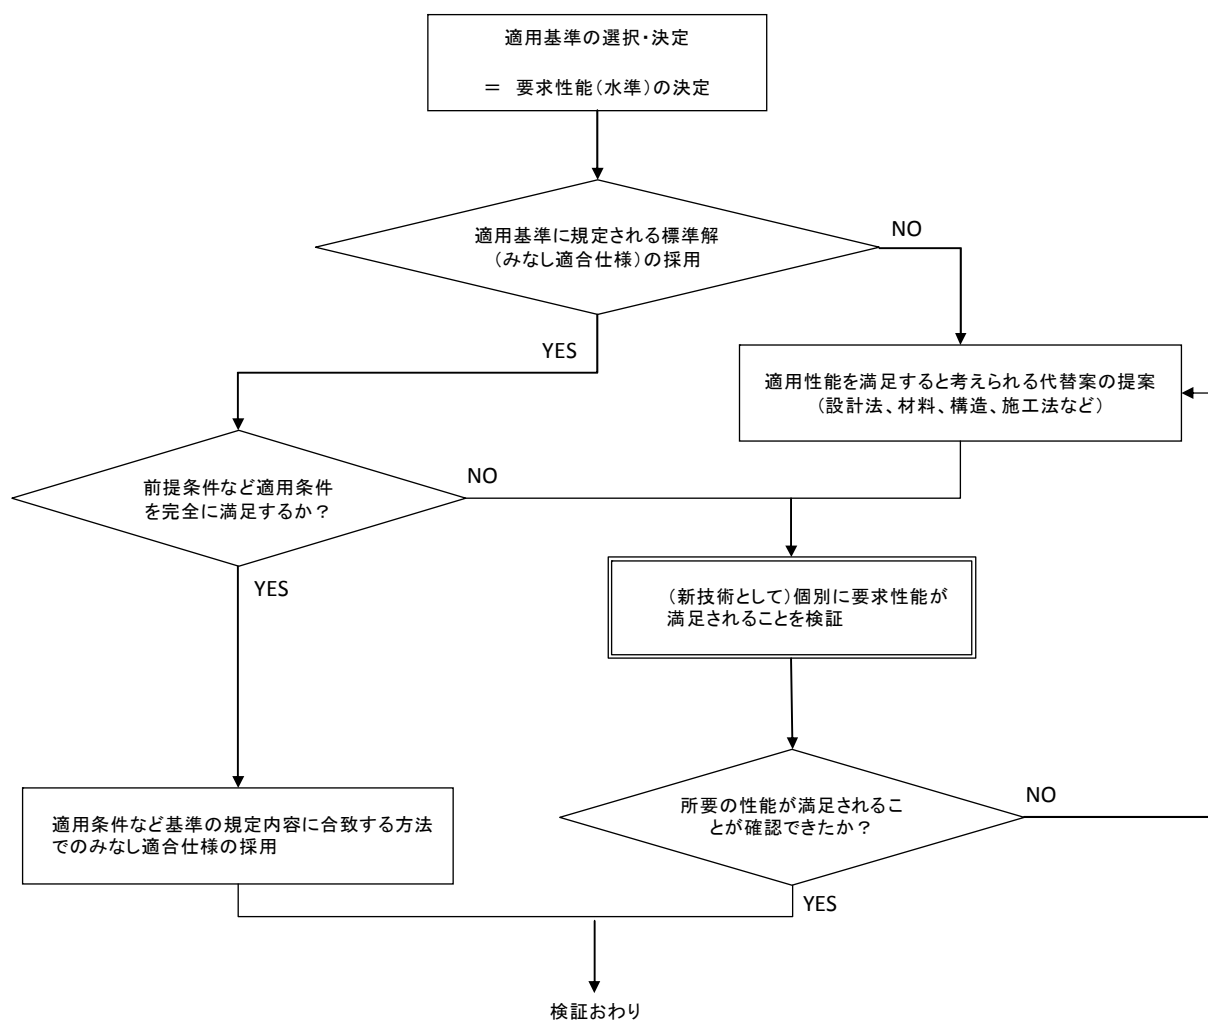 適用基準の選択・決定
＝ 要求性能（水準）の決定
適用基準に規定される標準解
（みなし適合仕様）の採用
NO
YES
適用性能を満足すると考えられる代替案の提案
（設計法、材料、構造、施工法など）
前提条件など適用条件
を完全に満足するか？
NO
YES
（新技術として）個別に要求性能が
満足されることを検証
所要の性能が満足されるこ
とが確認できたか？
NO
YES
適用条件など基準の規定内容に合致する方法
でのみなし適合仕様の採用
検証おわり